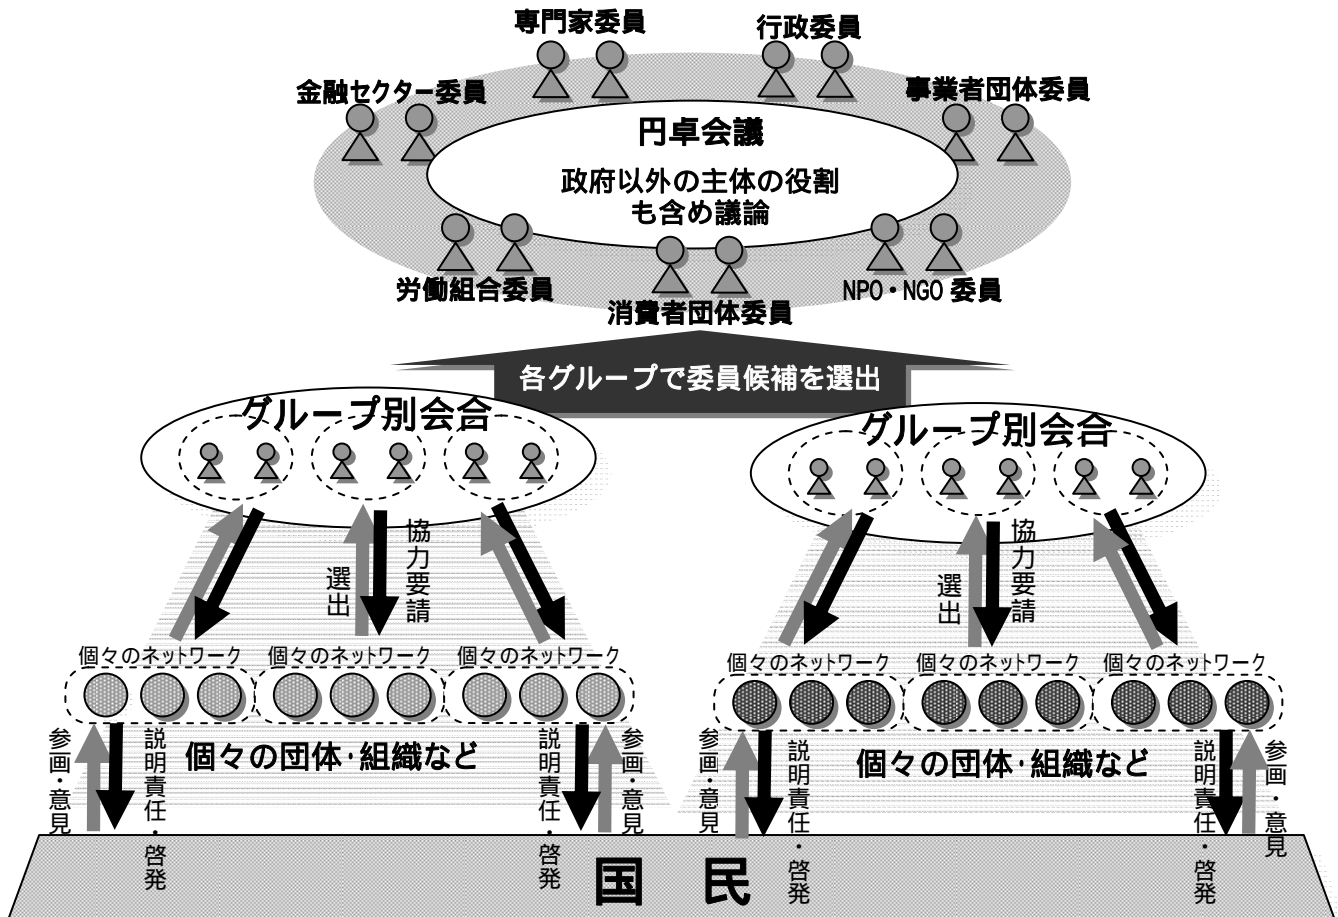 専門家委員
行政委員
金融セクター委員
事業者団体委員
円卓会議
政府以外の主体の役割
も含め議論
労働組合委員
消費者団体委員
NPO・NGO 委員
各グループで委員候補を選出
グループ別会合
グループ別会合
選出
協力要請
選出
協力要請
個々のネットワーク
個々のネットワーク
個々のネットワーク
個々のネットワーク
個々のネットワーク
個々のネットワーク
参画・意見
説明責任・啓発
個々の団体・組織など
説明責任・啓発
参画・意見
参画・意見
説明責任・啓発
個々の団体・組織など
説明責任・啓発
参画・意見
国 民